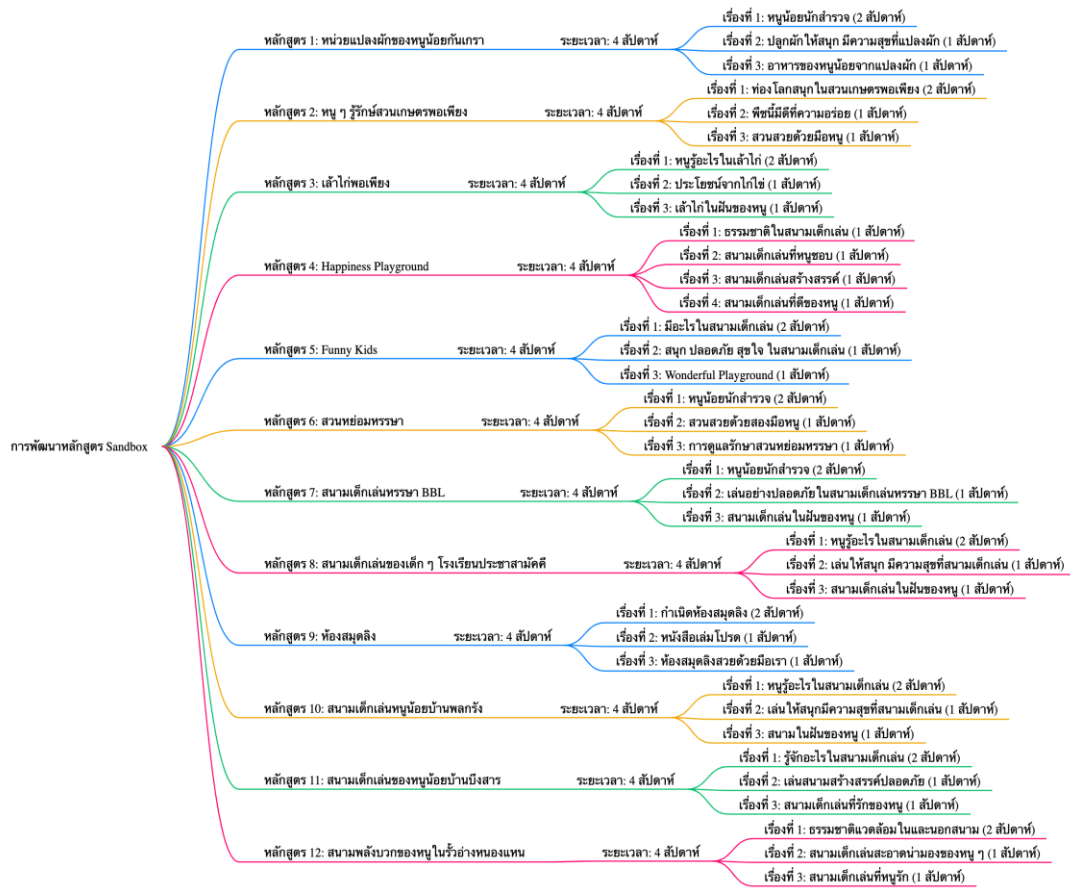 การพัฒนาหลักสูตร Sandbox
หลักสูตร 1: หน่วยแปลงผักของหนูน้อยกันเกรา
ระยะเวลา: 4 สัปดาห์
เรื่องที่ 1: หนูน้อยนักสำรวจ (2 สัปดาห์)
เรื่องที่ 2: ปลูกผักให้สนุก มีความสุขที่แปลงผัก (1 สัปดาห์)
เรื่องที่ 3: อาหารของหนูน้อยจากแปลงผัก (1 สัปดาห์)
หลักสูตร 2: หนู ๆ รู้รักษ์สวนเกษตรพอเพียง
ระยะเวลา: 4 สัปดาห์
เรื่องที่ 1: ท่องโลกสนุกในสวนเกษตรพอเพียง (2 สัปดาห์)
เรื่องที่ 2: พืชนี้มีดีที่ความอร่อย (1 สัปดาห์)
เรื่องที่ 3: สวนสวยด้วยมือหนู (1 สัปดาห์)
หลักสูตร 3: เล้าไก่พอเพียง
ระยะเวลา: 4 สัปดาห์
เรื่องที่ 1: หนูรู้อะไรในเล้าไก่ (2 สัปดาห์)
เรื่องที่ 2: ประโยชน์จากไก่ไข่ (1 สัปดาห์)
เรื่องที่ 3: เล้าไก่ในฝันของหนู (1 สัปดาห์)
หลักสูตร 4: Happiness Playground
ระยะเวลา: 4 สัปดาห์
เรื่องที่ 1: ธรรมชาติในสนามเด็กเล่น (1 สัปดาห์)
เรื่องที่ 2: สนามเด็กเล่นที่หนูชอบ (1 สัปดาห์)
เรื่องที่ 3: สนามเด็กเล่นสร้างสรรค์ (1 สัปดาห์)
เรื่องที่ 4: สนามเด็กเล่นที่ดีของหนู (1 สัปดาห์)
หลักสูตร 5: Funny Kids
ระยะเวลา: 4 สัปดาห์
เรื่องที่ 1: มีอะไรในสนามเด็กเล่น (2 สัปดาห์)
เรื่องที่ 2: สนุก ปลอดภัย สุขใจ ในสนามเด็กเล่น (1 สัปดาห์)
เรื่องที่ 3: Wonderful Playground (1 สัปดาห์)
หลักสูตร 6: สวนหย่อมหรรษา
ระยะเวลา: 4 สัปดาห์
เรื่องที่ 1: หนูน้อยนักสำรวจ (2 สัปดาห์)
เรื่องที่ 2: สวนสวยด้วยสองมือหนู (1 สัปดาห์)
เรื่องที่ 3: การดูแลรักษาสวนหย่อมหรรษา (1 สัปดาห์)
หลักสูตร 7: สนามเด็กเล่นหรรษา BBL
ระยะเวลา: 4 สัปดาห์
เรื่องที่ 1: หนูน้อยนักสำรวจ (2 สัปดาห์)
เรื่องที่ 2: เล่นอย่างปลอดภัยในสนามเด็กเล่นหรรษา BBL (1 สัปดาห์)
เรื่องที่ 3: สนามเด็กเล่นในฝันของหนู (1 สัปดาห์)
หลักสูตร 8: สนามเด็กเล่นของเด็ก ๆ โรงเรียนประชาสามัคคี
ระยะเวลา: 4 สัปดาห์
เรื่องที่ 1: หนูรู้อะไรในสนามเด็กเล่น (2 สัปดาห์)
เรื่องที่ 2: เล่นให้สนุก มีความสุขที่สนามเด็กเล่น (1 สัปดาห์)
เรื่องที่ 3: สนามเด็กเล่นในฝันของหนู (1 สัปดาห์)
หลักสูตร 9: ห้องสมุดลิง
ระยะเวลา: 4 สัปดาห์
เรื่องที่ 1: กำเนิดห้องสมุดลิง (2 สัปดาห์)
เรื่องที่ 2: หนังสือเล่มโปรด (1 สัปดาห์)
เรื่องที่ 3: ห้องสมุดลิงสวยด้วยมือเรา (1 สัปดาห์)
หลักสูตร 10: สนามเด็กเล่นหนูน้อยบ้านพลกรัง
ระยะเวลา: 4 สัปดาห์
เรื่องที่ 1: หนูรู้อะไรในสนามเด็กเล่น (2 สัปดาห์)
เรื่องที่ 2: เล่นให้สนุกมีความสุขที่สนามเด็กเล่น (1 สัปดาห์)
เรื่องที่ 3: สนามในฝันของหนู (1 สัปดาห์)
หลักสูตร 11: สนามเด็กเล่นของหนูน้อยบ้านบึงสาร
ระยะเวลา: 4 สัปดาห์
เรื่องที่ 1: รู้จักอะไรในสนามเด็กเล่น (2 สัปดาห์)
เรื่องที่ 2: เล่นสนามสร้างสรรค์ปลอดภัย (1 สัปดาห์)
เรื่องที่ 3: สนามเด็กเล่นที่รักของหนู (1 สัปดาห์)
หลักสูตร 12: สนามพลังบวกของหนูในรั้วอ่างหนองแหน
ระยะเวลา: 4 สัปดาห์
เรื่องที่ 1: ธรรมชาติแวดล้อมในและนอกสนาม (2 สัปดาห์)
เรื่องที่ 2: สนามเด็กเล่นสะอาดน่ามองของหนู ๆ (1 สัปดาห์)
เรื่องที่ 3: สนามเด็กเล่นที่หนูรัก (1 สัปดาห์)